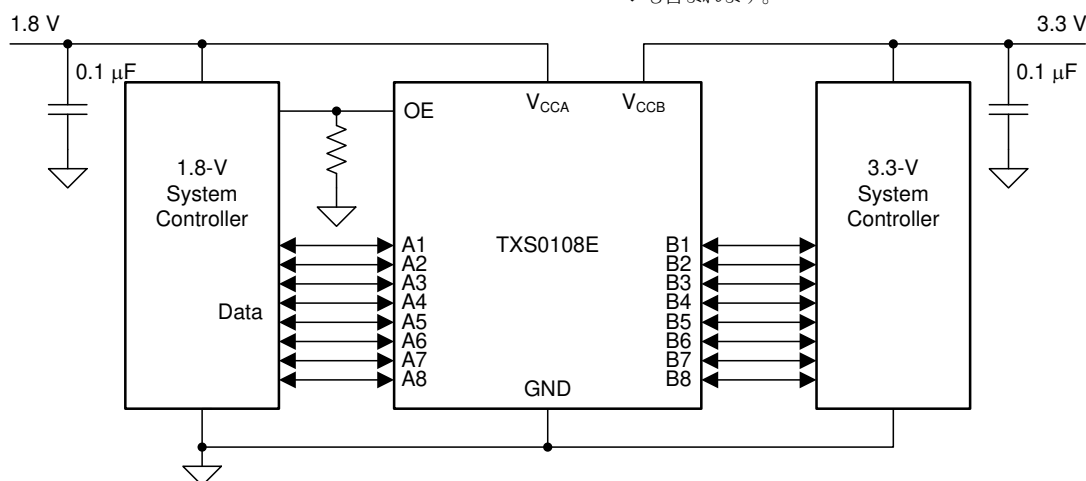 1.8 V
3.3 V
0.1 μF
0.1 μF
OE
VCCA
VCCB
1.8-V
System
Controller
3.3-V
System
Controller
TXS0108E
Data
A1
A2
A3
A4
A5
A6
A7
A8
B1
B2
B3
B4
B5
B6
B7
B8
GND